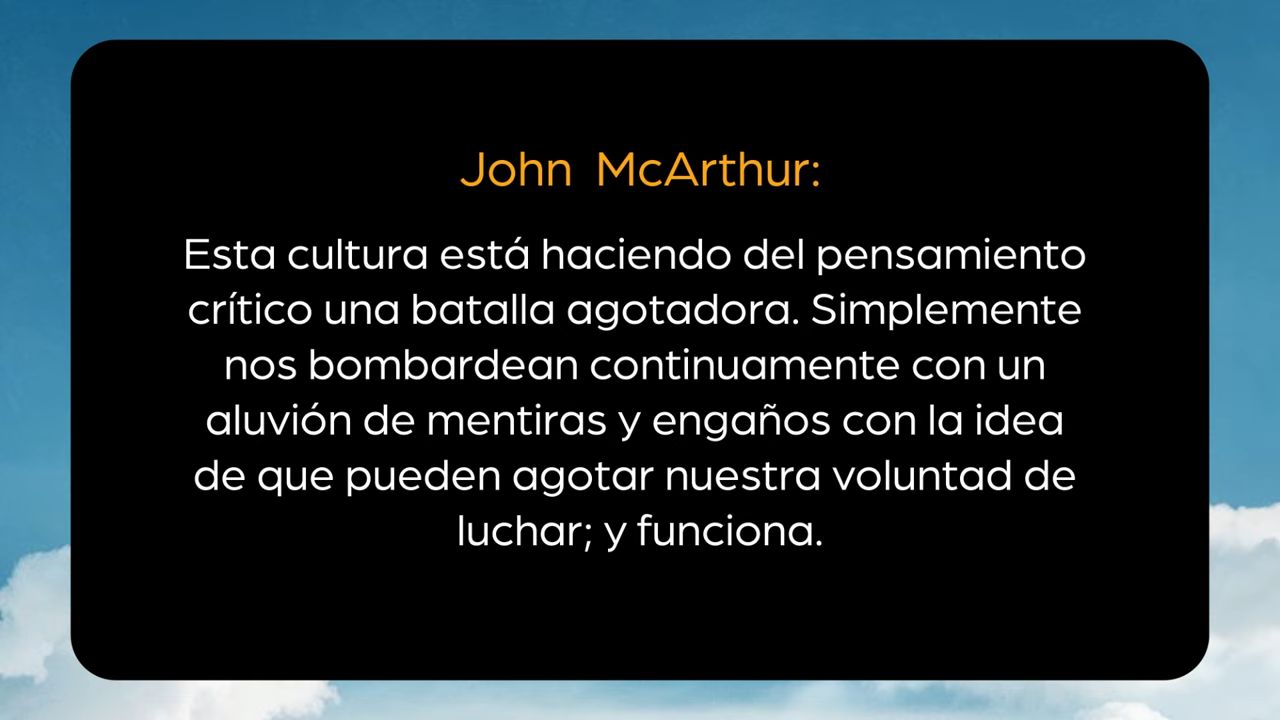 John McArthur:
Esta cultura está haciendo del pensamiento
crítico una batalla agotadora. Simplemente
nos bombardean continuamente con un
aluvión de mentiras y engaños con la idea
de que pueden agotar nuestra voluntad de
luchar; y funciona.